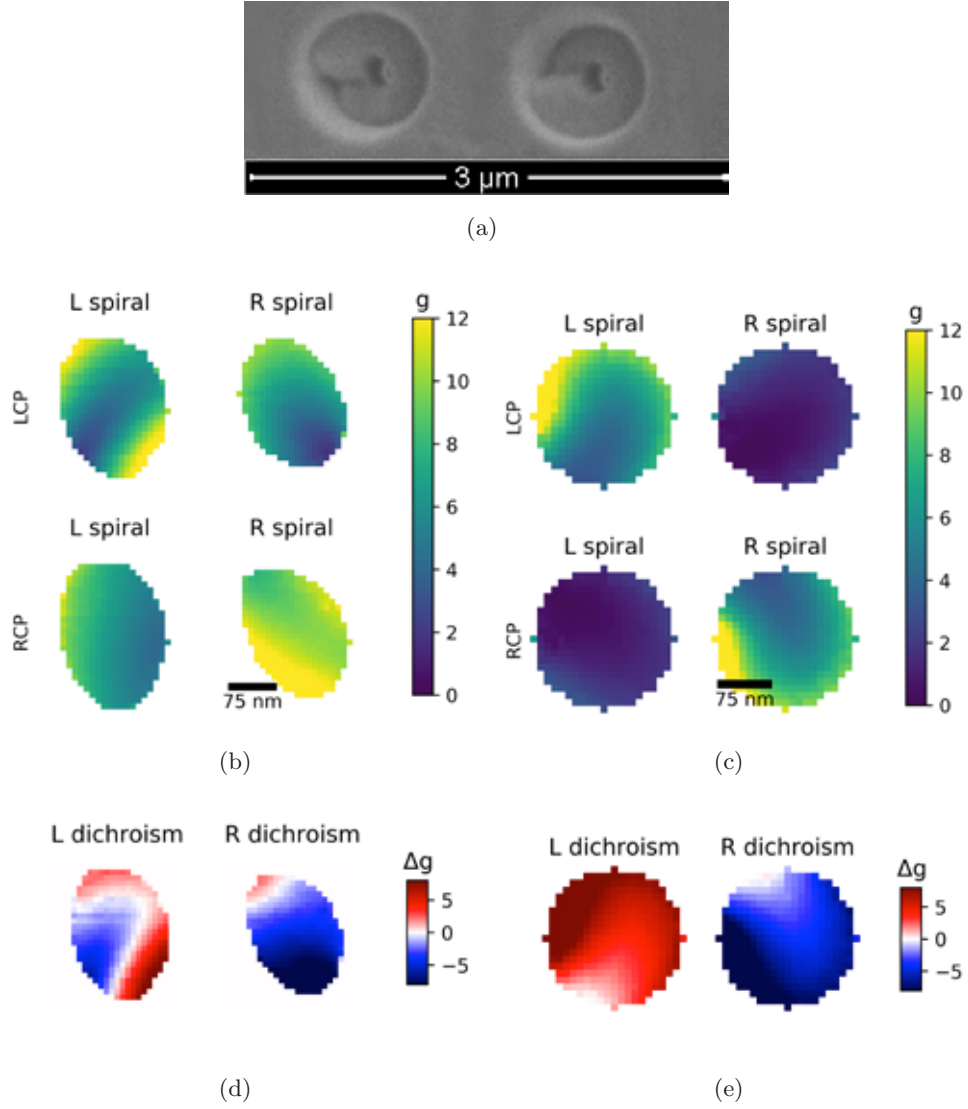 3 µm
(a)
L spiral R spiral g
LCP
12
10
8
6
4
2
0
L spiral R spiral
RCP
75 nm
(b)
L spiral R spiral g
LCP
12
10
8
6
4
2
0
L spiral R spiral
RCP
75 nm
(c)
L dichroism R dichroism
Δg
5
0
−5
(d)
L dichroism R dichroism
Δg
5
0
−5
(e)